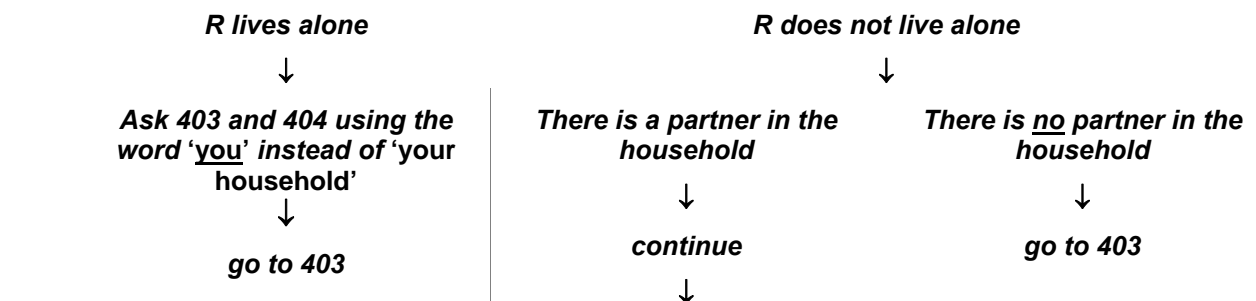 R lives alone
R does not live alone
↓
↓
Ask 403 and 404 using the
word ‘you’ instead of ‘your
household’
↓
go to 403
There is a partner in the
household
↓
continue
↓
There is no partner in the
household
↓
go to 403